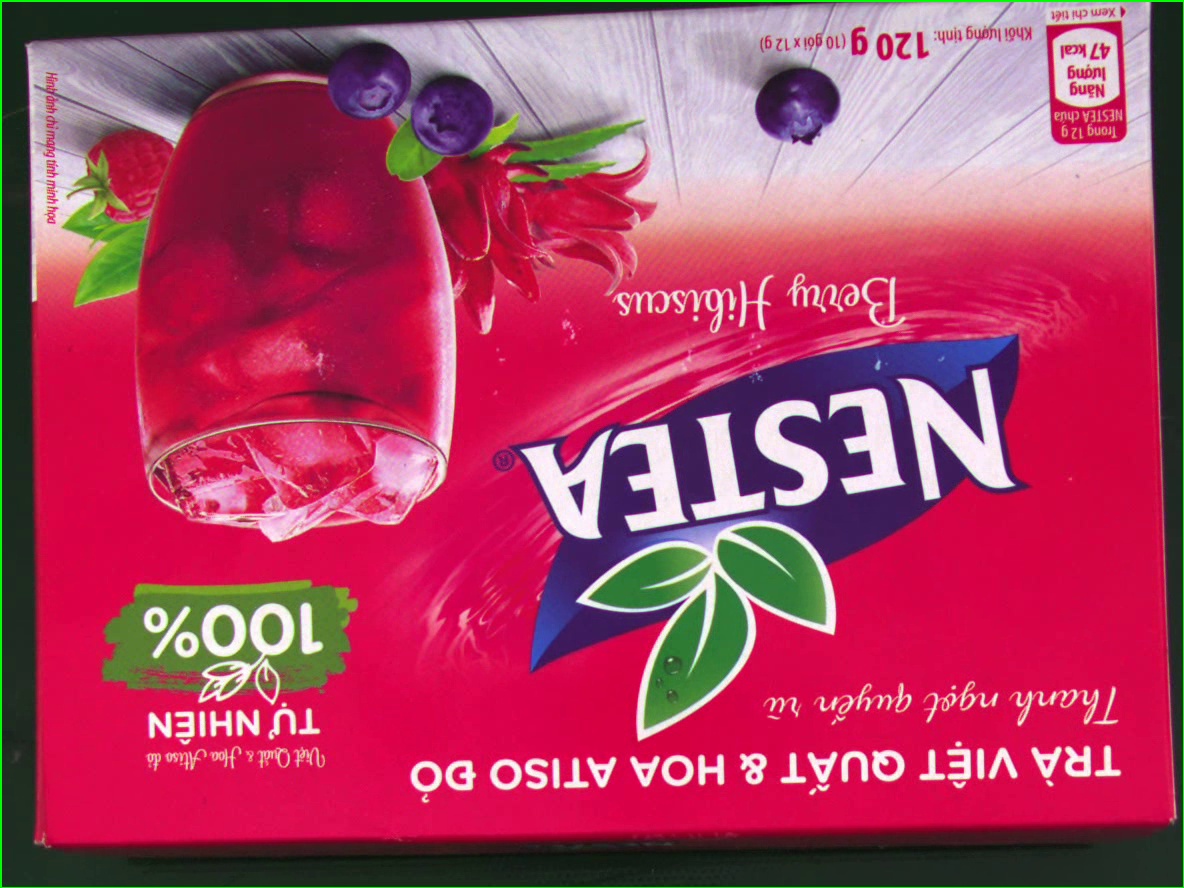 TRÀ VIỆT QUẤT & HOA ATISO ĐỎ
Thanh ngọt quyến rũ
Việt Quất & Hoa Atiso đỏ
TỰ NHIÊN
100%
NESTEA®
Berry Hibiscus
Trong 12 g
NESTEA chứa
Năng
lượng
47 kcal
Xem chi tiết
Khối lượng tịnh: 120 g (10 gói x 12 g)
Hình ảnh chỉ mang tính minh họa